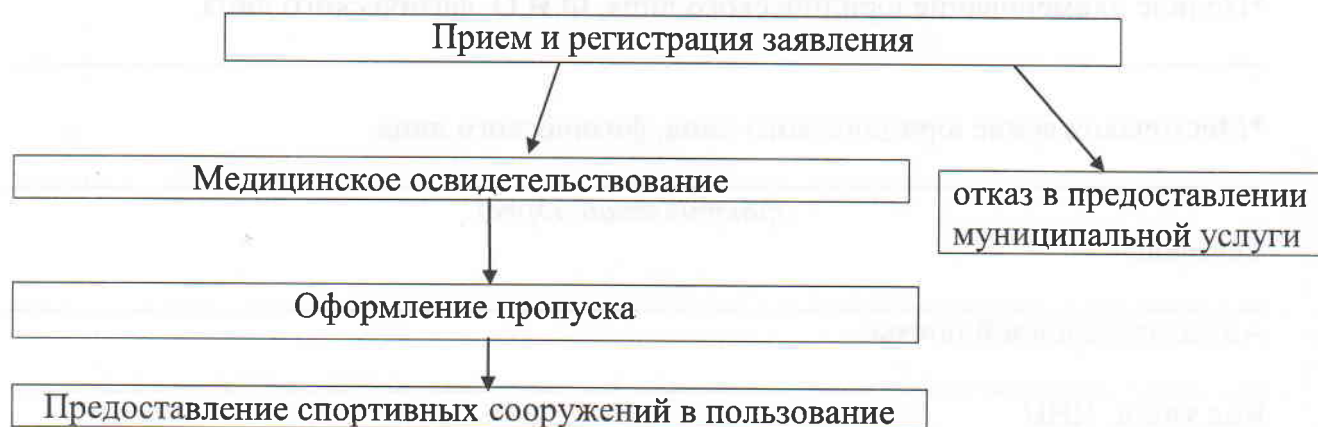 Прием и регистрация заявления
Медицинское освидетельствование
отказ в предоставлении
муниципальной услуги
Оформление пропуска
Предоставление спортивных сооружений в пользование